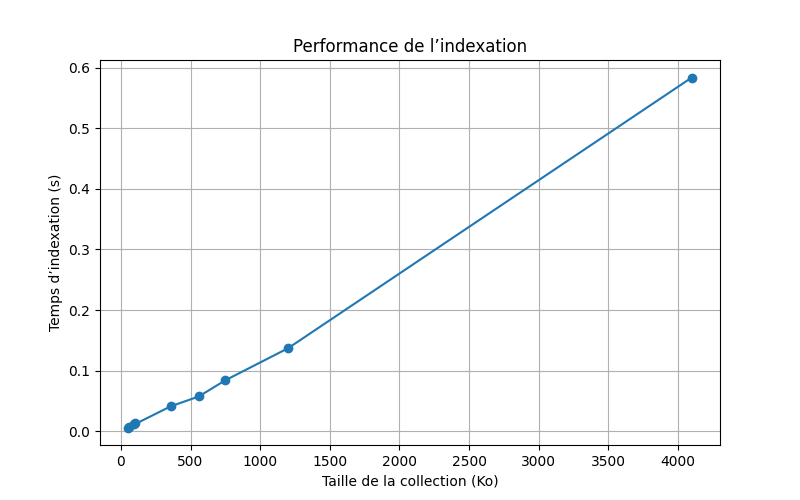 Performance de l’indexation
0.6
0.5
0.4
0.3
0.2
0.1
0.0
Temps d’indexation (s)
0 500 1000 1500 2000 2500 3000 3500 4000
Taille de la collection (Ko)